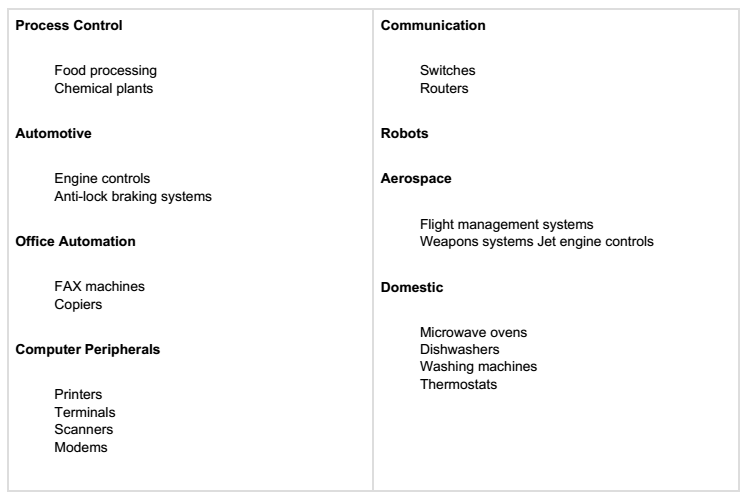 Process Control
Food processing
Chemical plants
Automotive
Engine controls
Anti-lock braking systems
Office Automation
FAX machines
Copiers
Computer Peripherals
Printers
Terminals
Scanners
Modems
Communication
Switches
Routers
Robots
Aerospace
Flight management systems
Weapons systems Jet engine controls
Domestic
Microwave ovens
Dishwashers
Washing machines
Thermostats